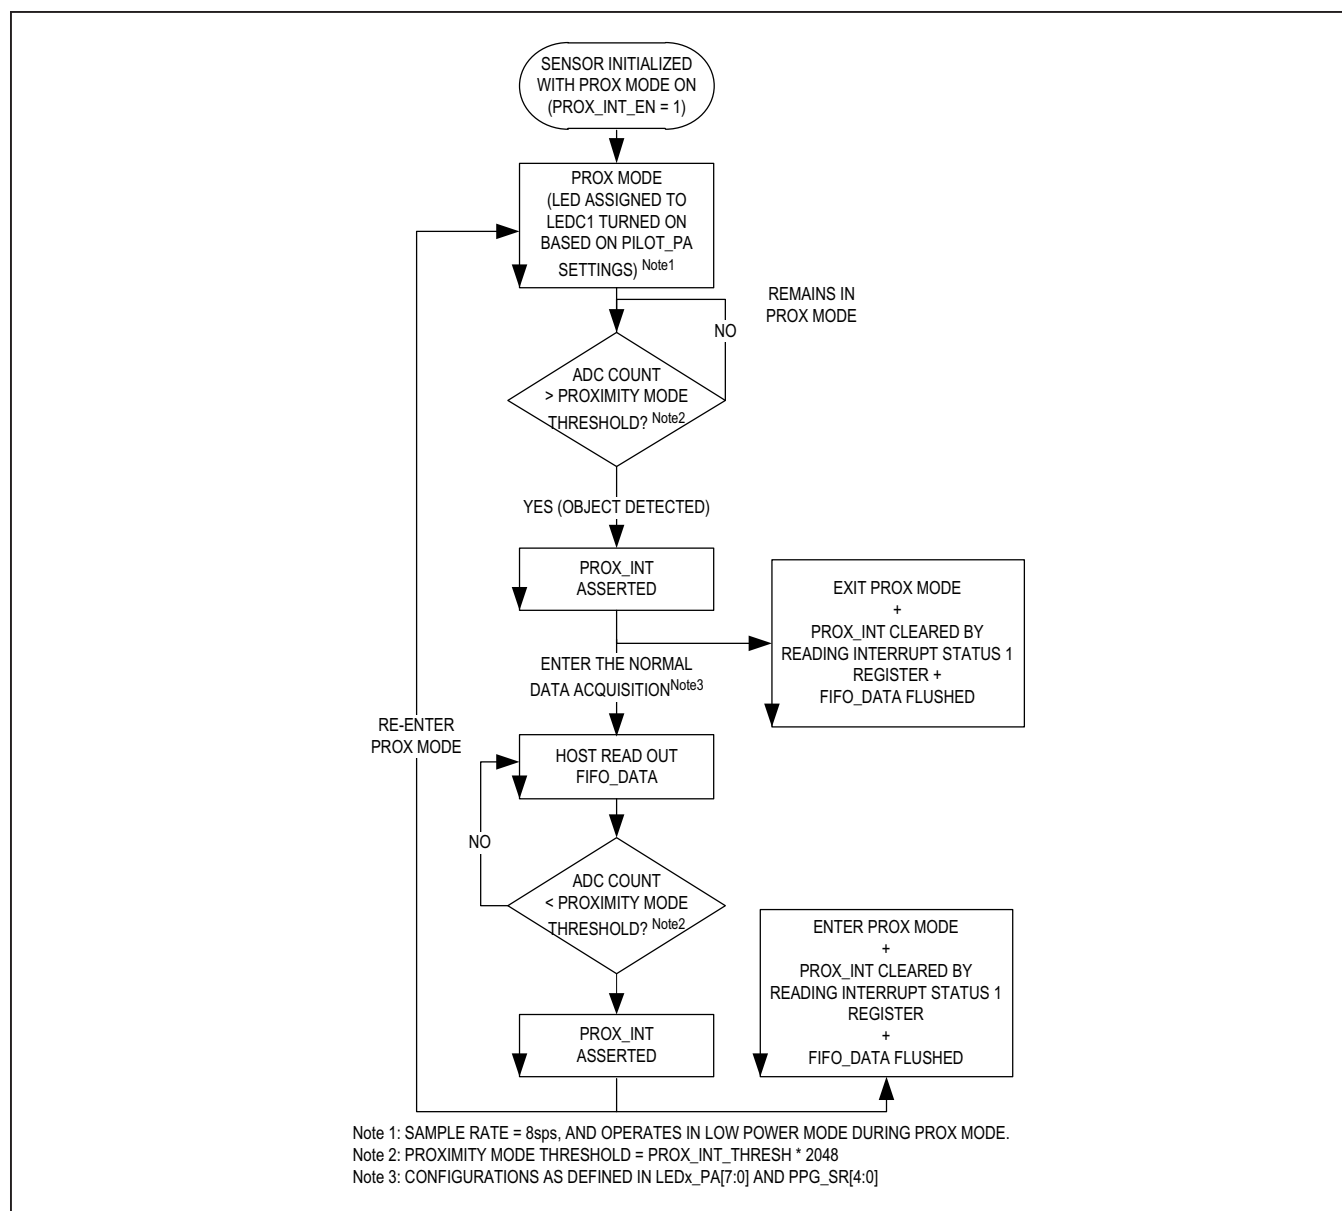 SENSOR INITIALIZED
WITH PROX MODE ON
(PROX_INT_EN = 1)
PROX MODE
(LED ASSIGNED TO
LEDC1 TURNED ON
BASED ON PILOT_PA
SETTINGS) Note1
REMAINS IN
PROX MODE
NO
ADC COUNT
> PROXIMITY MODE
THRESHOLD? Note2
YES (OBJECT DETECTED)
PROX_INT
ASSERTED
EXIT PROX MODE
+
PROX_INT CLEARED BY
READING INTERRUPT STATUS 1
REGISTER +
FIFO_DATA FLUSHED
ENTER THE NORMAL
DATA ACQUISITION Note3
RE-ENTER
PROX MODE
HOST READ OUT
FIFO_DATA
NO
ADC COUNT
< PROXIMITY MODE
THRESHOLD? Note2
ENTER PROX MODE
+
PROX_INT CLEARED BY
READING INTERRUPT STATUS 1
REGISTER
+
FIFO_DATA FLUSHED
PROX_INT
ASSERTED
Note 1: SAMPLE RATE = 8sps, AND OPERATES IN LOW POWER MODE DURING PROX MODE.
Note 2: PROXIMITY MODE THRESHOLD = PROX_INT_THRESH * 2048
Note 3: CONFIGURATIONS AS DEFINED IN LEDx_PA[7:0] AND PPG_SR[4:0]